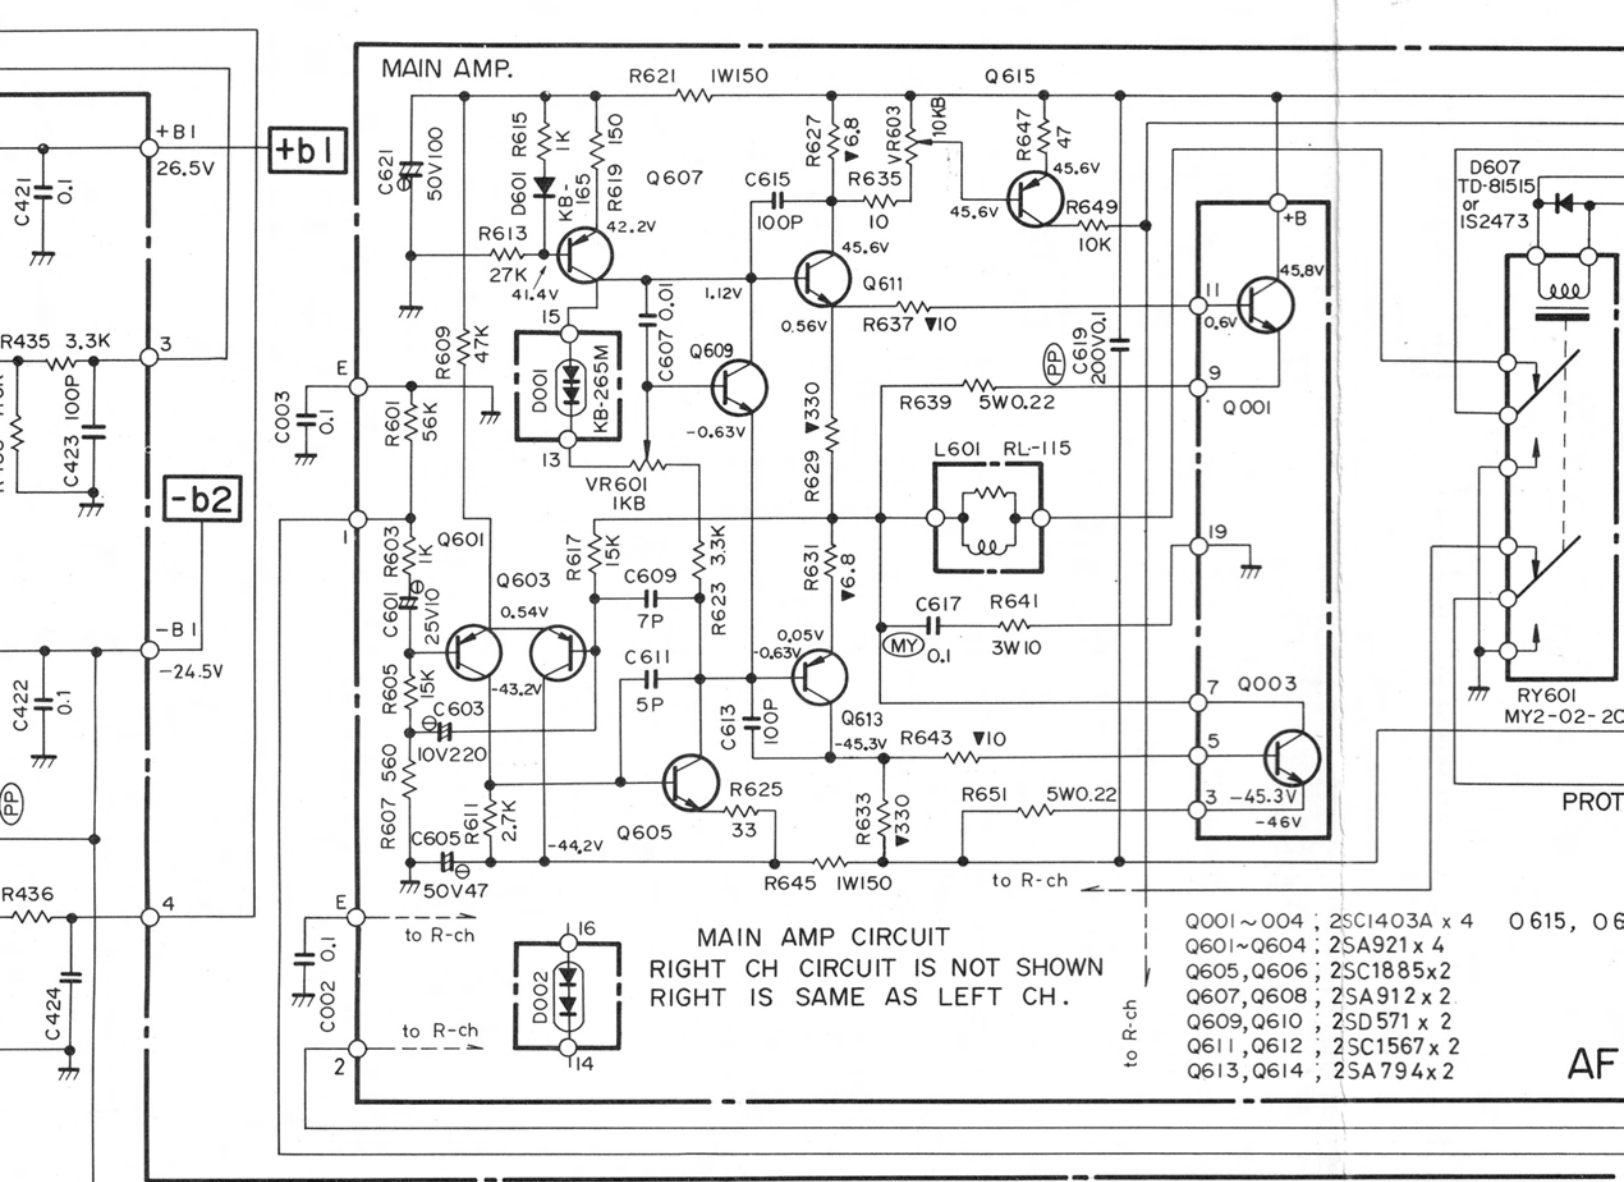 MAIN AMP.
R621 1W150
Q615
+B1
26.5V
+b1
C421
0.1
C621
50V100
R615
1K
D601
KB-
165
R619
150
Q607
42.2V
R613
27K
41.4V
C615
100P
R627
▼6.8
VR603
10KB
R635
10
R647
47
45.6V
45.6V
R649
10K
D607
TD-81515
or
IS2473
+B
45.8V
45.6V
Q611
1.12V
0.56V
R637 ▼10
11
0.6V
15
C607 0.01
R609
47K
Q609
-0.63V
D001
KB-265M
13
VR601
1KB
PP
C619
200V0.1
9
R639
5W0.22
Q001
R435 3.3K
3
E
C003
0.1
R601
56K
C423 100P
-b2
▼330
R629
L601 RL-115
1
R603
1K
Q601
C601
25V10
Q603
0.54V
R617
15K
C609
7P
3.3K
R623
R631
▼6.8
19
C617
MY
0.1
R641
3W10
0.05V
-0.63V
-B1
-24.5V
C422
0.1
R605
15K
-43.2V
C611
5P
C603
10V220
C613
100P
Q613
-45.3V
R643 ▼10
7
Q003
5
3
-45.3V
-46V
RY601
MY2-02-
PROT
PP
R607 560
R611
2.7K
Q605
R625
33
R633
▼330
R651
5W0.22
C605
50V47
-44.2V
R645 1W150
to R-ch
R436
4
E
to R-ch
C002 0.1
C424
2
to R-ch
16
D002
14
MAIN AMP CIRCUIT
RIGHT CH CIRCUIT IS NOT SHOWN
RIGHT IS SAME AS LEFT CH.
to R-ch
Q001~004 ; 2SC1403A x 4
Q601~Q604 ; 2SA921 x 4
Q605,Q606 ; 2SC1885x2
Q607,Q608 ; 2SA912 x 2
Q609,Q610 ; 2SD571 x 2
Q611,Q612 ; 2SC1567 x 2
Q613,Q614 ; 2SA794x2
Q615,
AF